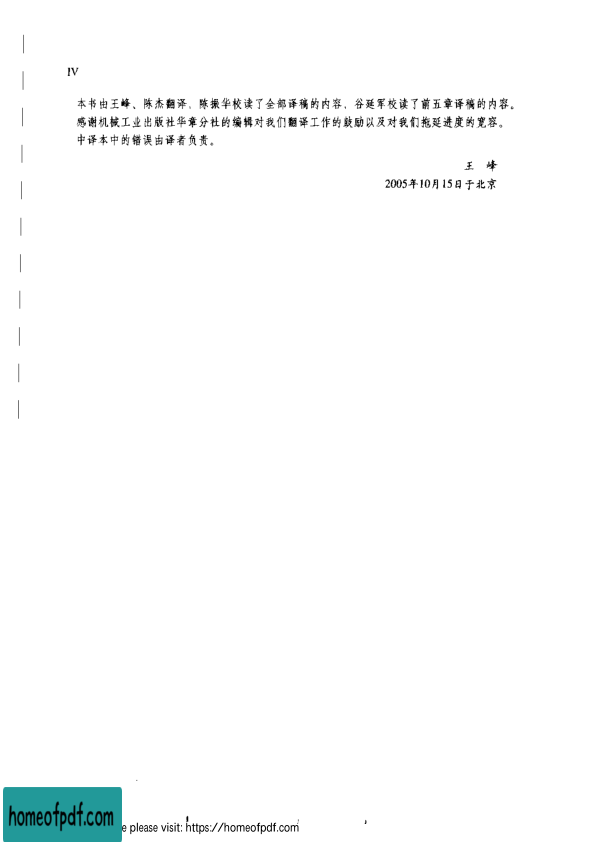 IV
本书由王峰、陈杰翻译，陈振华校读了全部译稿的内容，谷延军校读了前五章译稿的内容。
感谢机械工业出版社华章分社的编辑对我们翻译工作的鼓励以及对我们拖延进度的宽容。
中译本中的错误由译者负责。
王 峰
2005年10月15日于北京
homeofpdf.com
e please visit: https://homeofpdf.com